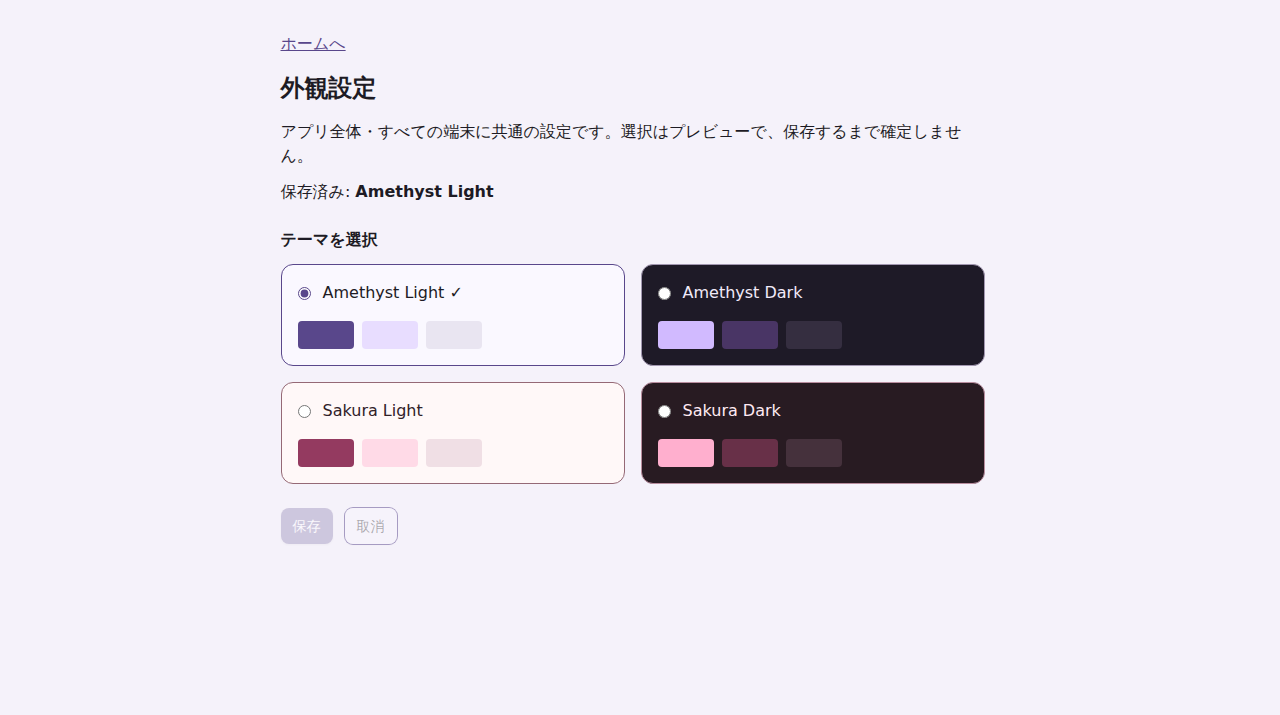 ホームへ
外観設定
アプリ全体・すべての端末に共通の設定です。選択はプレビューで、保存するまで確定しませ
ん。
保存済み: Amethyst Light
テーマを選択
Amethyst Light ✓
Amethyst Dark
Sakura Light
Sakura Dark
保存
取消